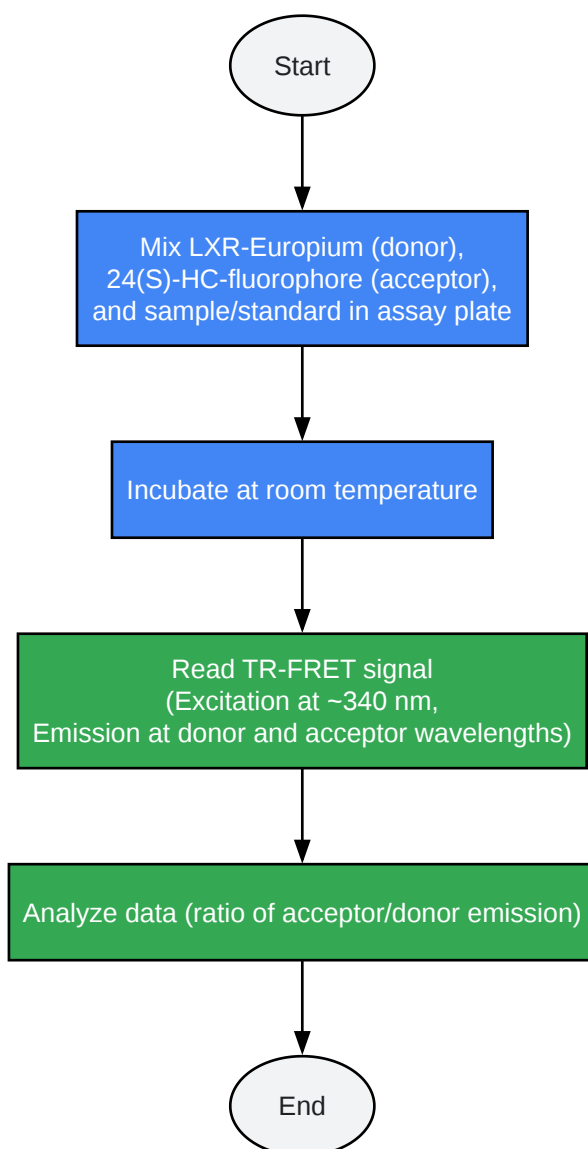 Start
Mix LXR-Europium (donor),
24(S)-HC-fluorophore (acceptor),
and sample/standard in assay plate
Incubate at room temperature
Read TR-FRET signal
(Excitation at ~340 nm,
Emission at donor and acceptor wavelengths)
Analyze data (ratio of acceptor/donor emission)
End